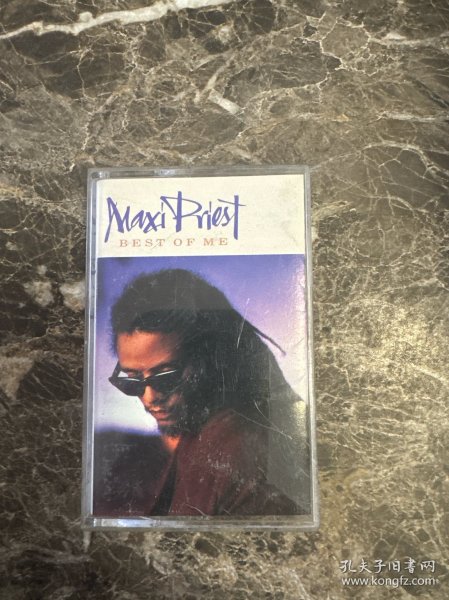 Maxi Priest
BEST OF ME
孔夫子旧书网
www.kongfz.com